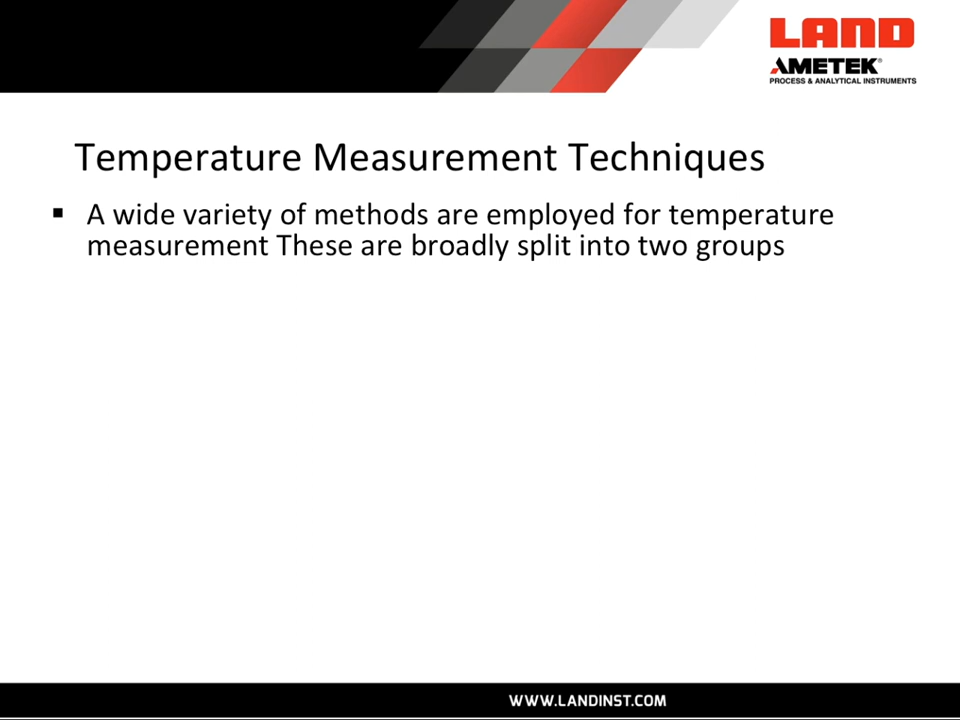 LAND
AMETEK®
PROCESS & ANALYTICAL INSTRUMENTS
Temperature Measurement Techniques
▪ A wide variety of methods are employed for temperature
measurement These are broadly split into two groups
WWW.LANDINST.COM